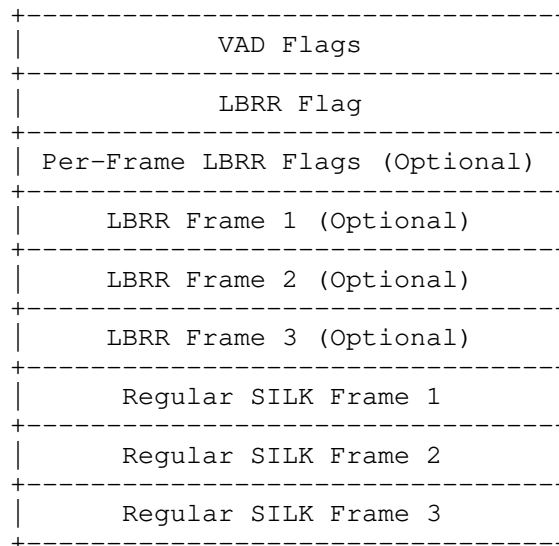 VAD Flags
LBRR Flag
Per-Frame LBRR Flags (Optional)
LBRR Frame 1 (Optional)
LBRR Frame 2 (Optional)
LBRR Frame 3 (Optional)
Regular SILK Frame 1
Regular SILK Frame 2
Regular SILK Frame 3